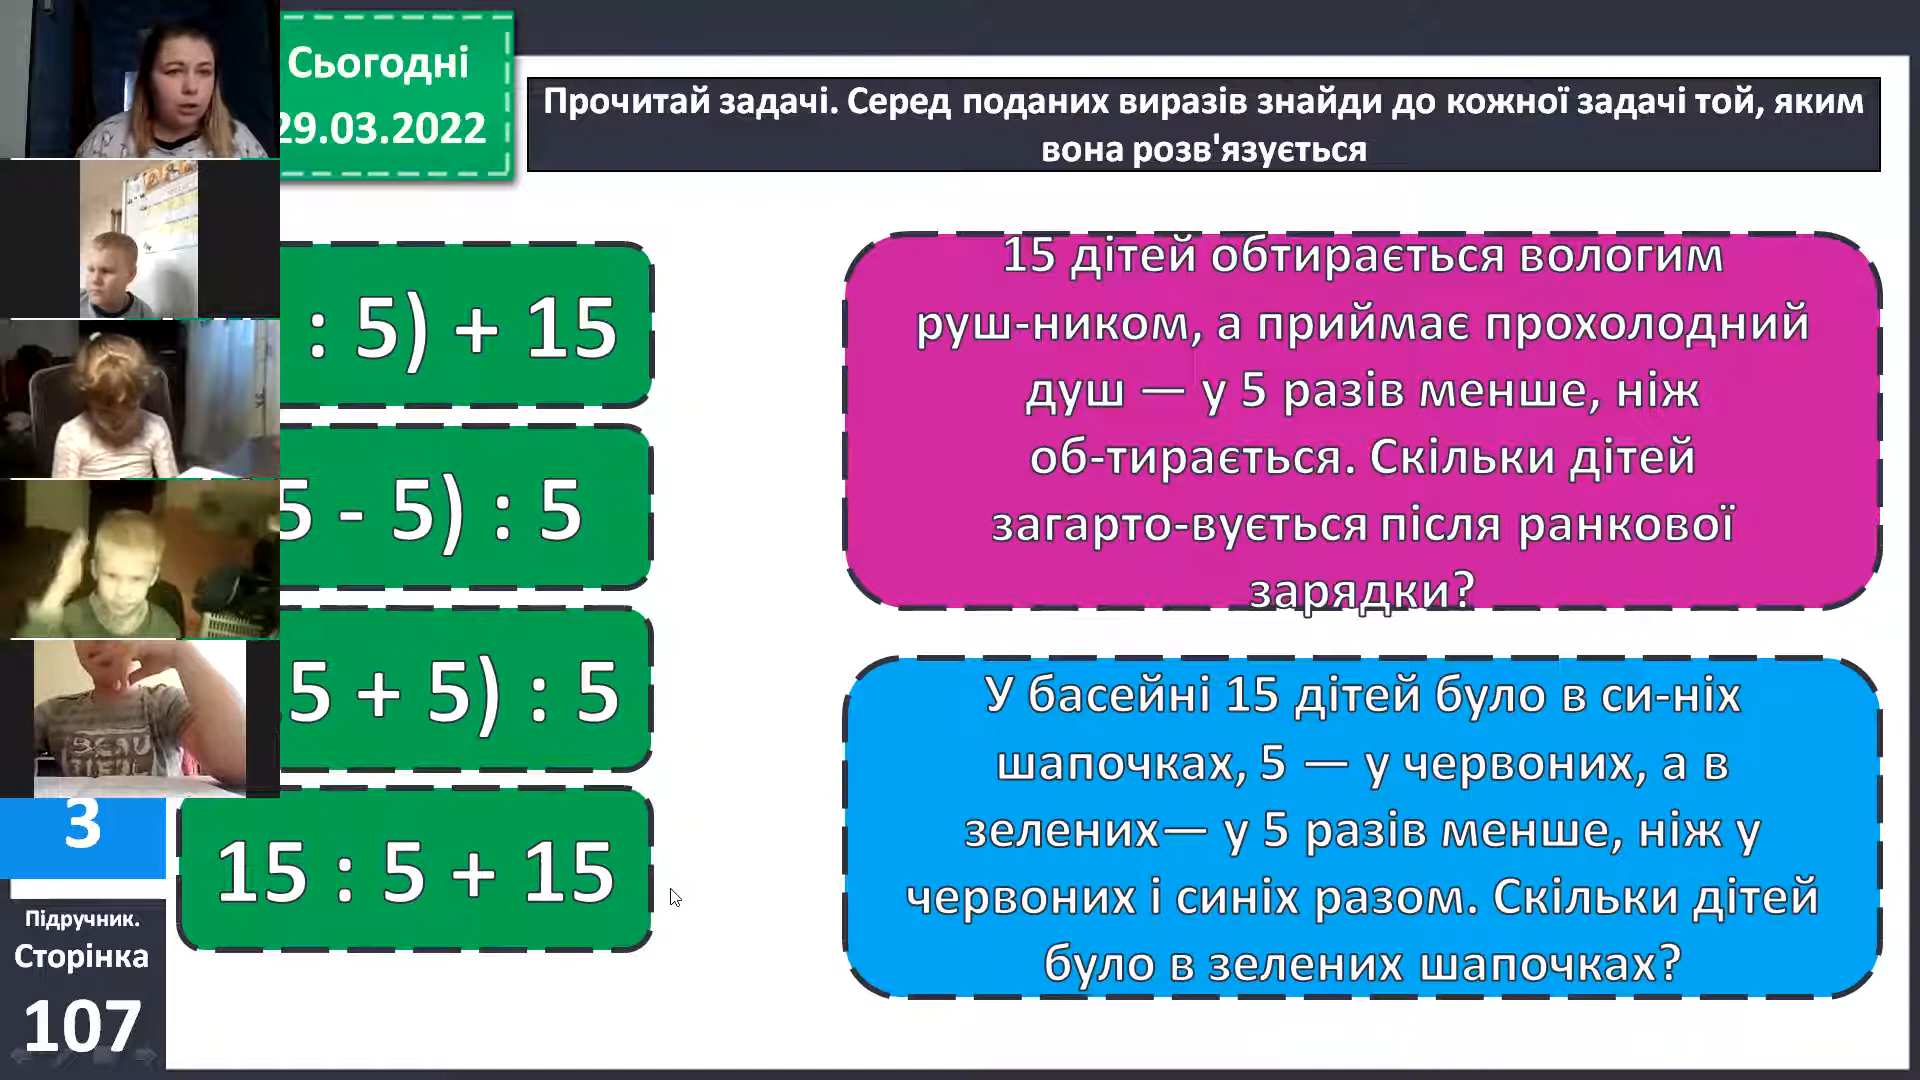 Сьогодні
29.03.2022
Прочитай задачі. Серед поданих виразів знайди до кожної задачі той, яким
вона розв'язується
: 5) + 15
5 - 5) : 5
5 + 5) : 5
15 : 5 + 15
15 дітей обтирається вологим
руш-ником, а приймає прохолодний
душ — у 5 разів менше, ніж
об-тирається. Скільки дітей
загарто-вується після ранкової
зарядки?
У басейні 15 дітей було в си-ніх
шапочках, 5 — у червоних, а в
зелених— у 5 разів менше, ніж у
червоних і синіх разом. Скільки дітей
було в зелених шапочках?
3
Підручник.
Сторінка
107